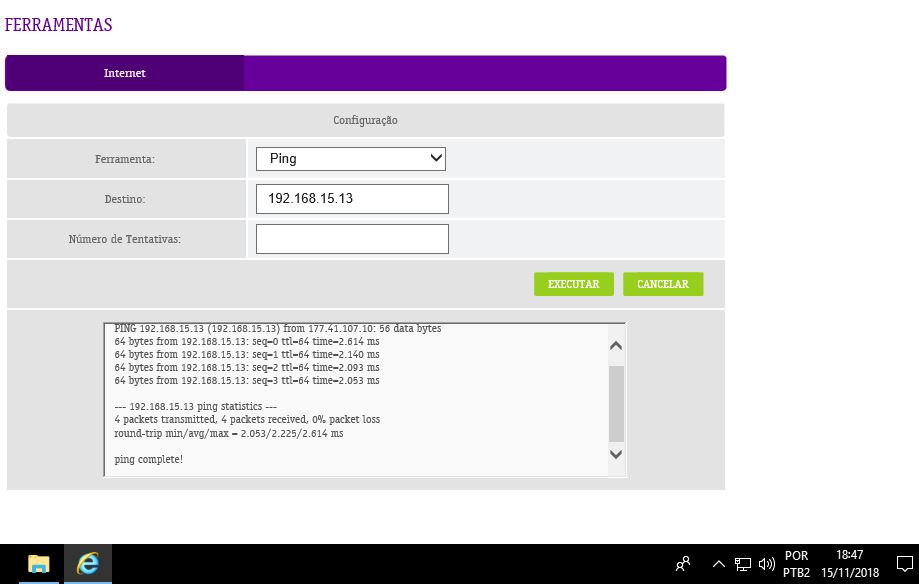 FERRAMENTAS
Internet
Configuração
Ferramenta:
Ping
Destino:
192.168.15.13
Número de Tentativas:
EXECUTAR
CANCELAR
PING 192.168.15.13 (192.168.15.13) from 177.41.107.10: 56 data bytes
64 bytes from 192.168.15.13: seq=0 ttl=64 time=2.614 ms
64 bytes from 192.168.15.13: seq=1 ttl=64 time=2.140 ms
64 bytes from 192.168.15.13: seq=2 ttl=64 time=2.093 ms
64 bytes from 192.168.15.13: seq=3 ttl=64 time=2.053 ms
--- 192.168.15.13 ping statistics ---
4 packets transmitted, 4 packets received, 0% packet loss
round-trip min/avg/max = 2.053/2.225/2.614 ms
ping complete!
POR
PTB2
18:47
15/11/2018